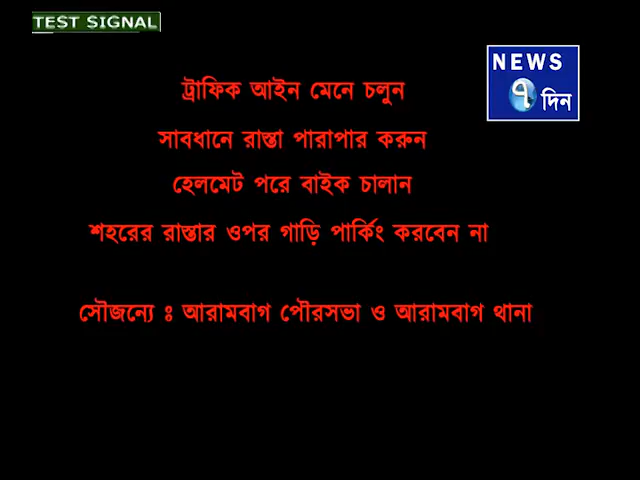 TEST SIGNAL
NEWS
৭
দিন
ট্রাফিক আইন মেনে চলুন
সাবধানে রাস্তা পারাপার করুন
হেলমেট পরে বাইক চালান
শহরের রাস্তার ওপর গাড়ি পার্কিং করবেন না
সৌজন্যে ঃ আরামবাগ পৌরসভা ও আরামবাগ থানা